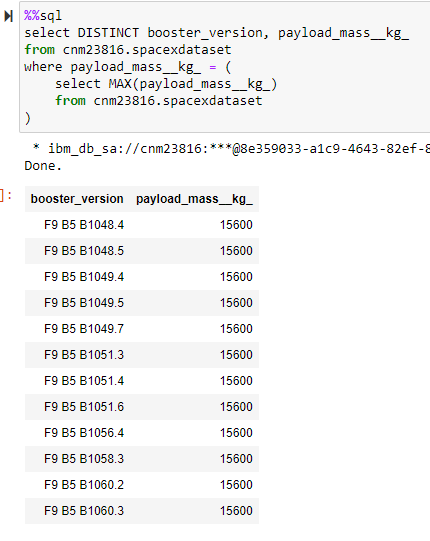 %%sql
select DISTINCT booster_version, payload_mass__kg_
from cnm23816.spacexdataset
where payload_mass__kg_ = (
    select MAX(payload_mass__kg_)
    from cnm23816.spacexdataset
)
* ibm_db_sa://cnm23816:***@8e359033-a1c9-4643-82ef-8
Done.
]:
booster_version payload_mass__kg_
F9 B5 B1048.4 15600
F9 B5 B1048.5 15600
F9 B5 B1049.4 15600
F9 B5 B1049.5 15600
F9 B5 B1049.7 15600
F9 B5 B1051.3 15600
F9 B5 B1051.4 15600
F9 B5 B1051.6 15600
F9 B5 B1056.4 15600
F9 B5 B1058.3 15600
F9 B5 B1060.2 15600
F9 B5 B1060.3 15600